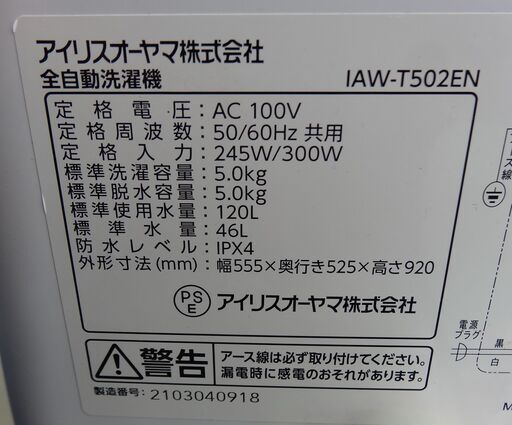 アイリスオーヤマ株式会社
全自動洗濯機 IAW-T502EN
定格電圧:AC 100V
定格周波数:50/60Hz 共用
定格入力:245W/300W
標準洗濯容量:5.0kg
標準脱水容量:5.0kg
標準使用水量:120L
標準水量:46L
防水レベル:IPX4
外形寸法(mm):幅555×奥行き525×高さ920
PS
E
アイリスオーヤマ株式会社
警告
アース線は必ず取り付けてください。
漏電時に感電のおそれがあります。
製造番号:2103040918
ス
線
電源
プラグ
黒
白